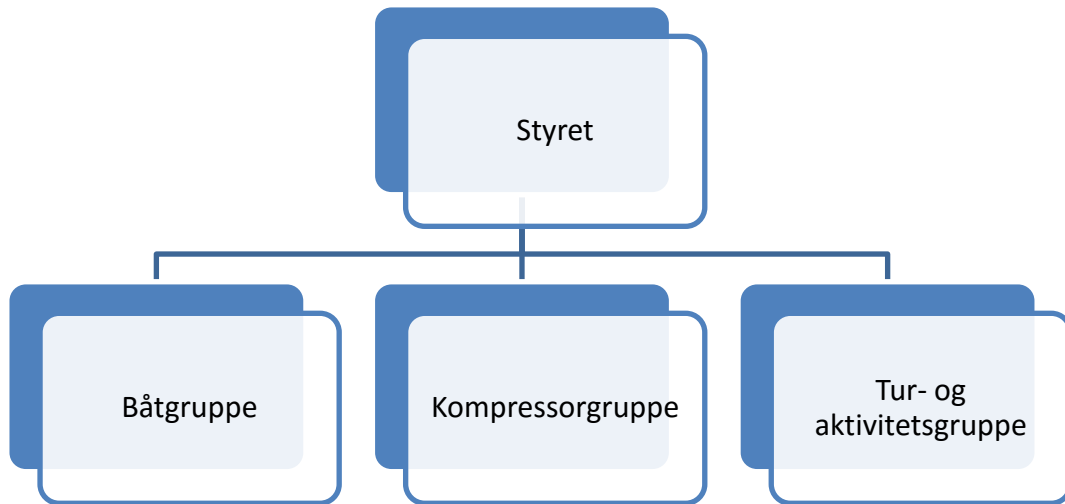 Styret
Båtgruppe
Kompressorgruppe
Tur- og
aktivitetsgruppe